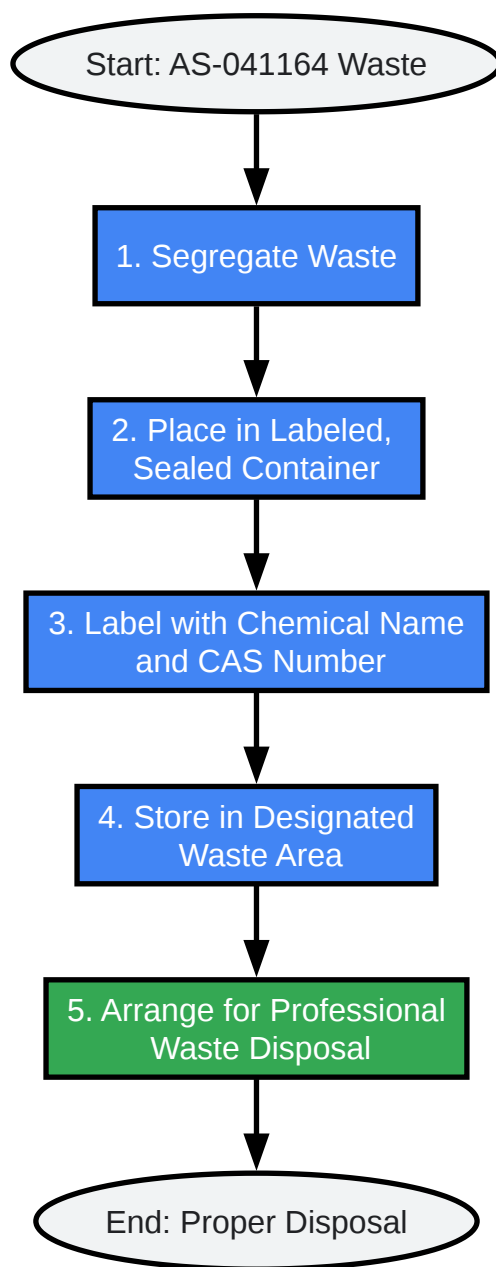 Start: AS-041164 Waste
1. Segregate Waste
2. Place in Labeled,
Sealed Container
3. Label with Chemical Name
and CAS Number
4. Store in Designated
Waste Area
5. Arrange for Professional
Waste Disposal
End: Proper Disposal